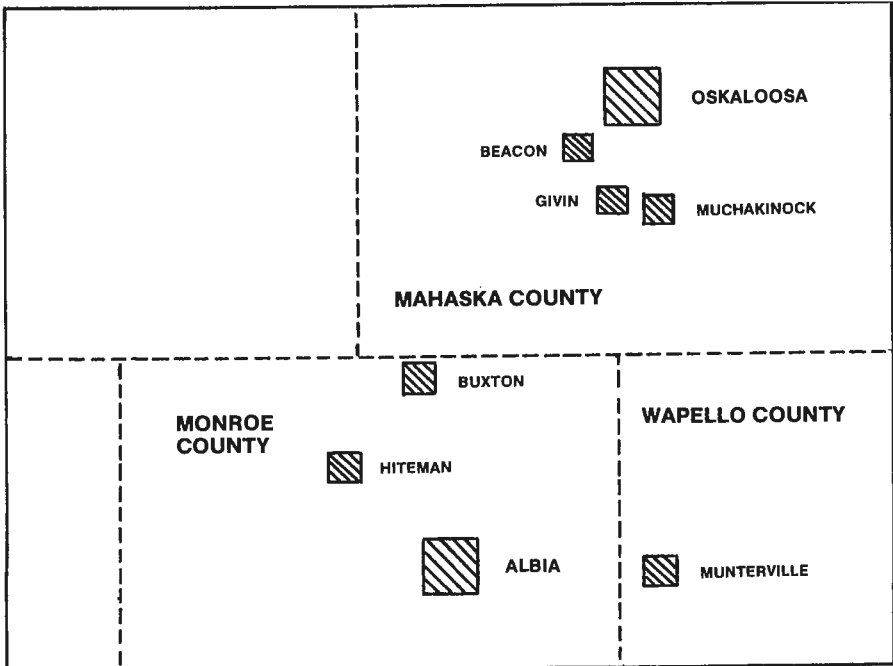 OSKALOOSA
BEACON
GIVIN
MUCHAKINOCK
MAHASKA COUNTY
BUXTON
MONROE
COUNTY
WAPELLO COUNTY
HITEMAN
ALBIA
MUNTERVILLE